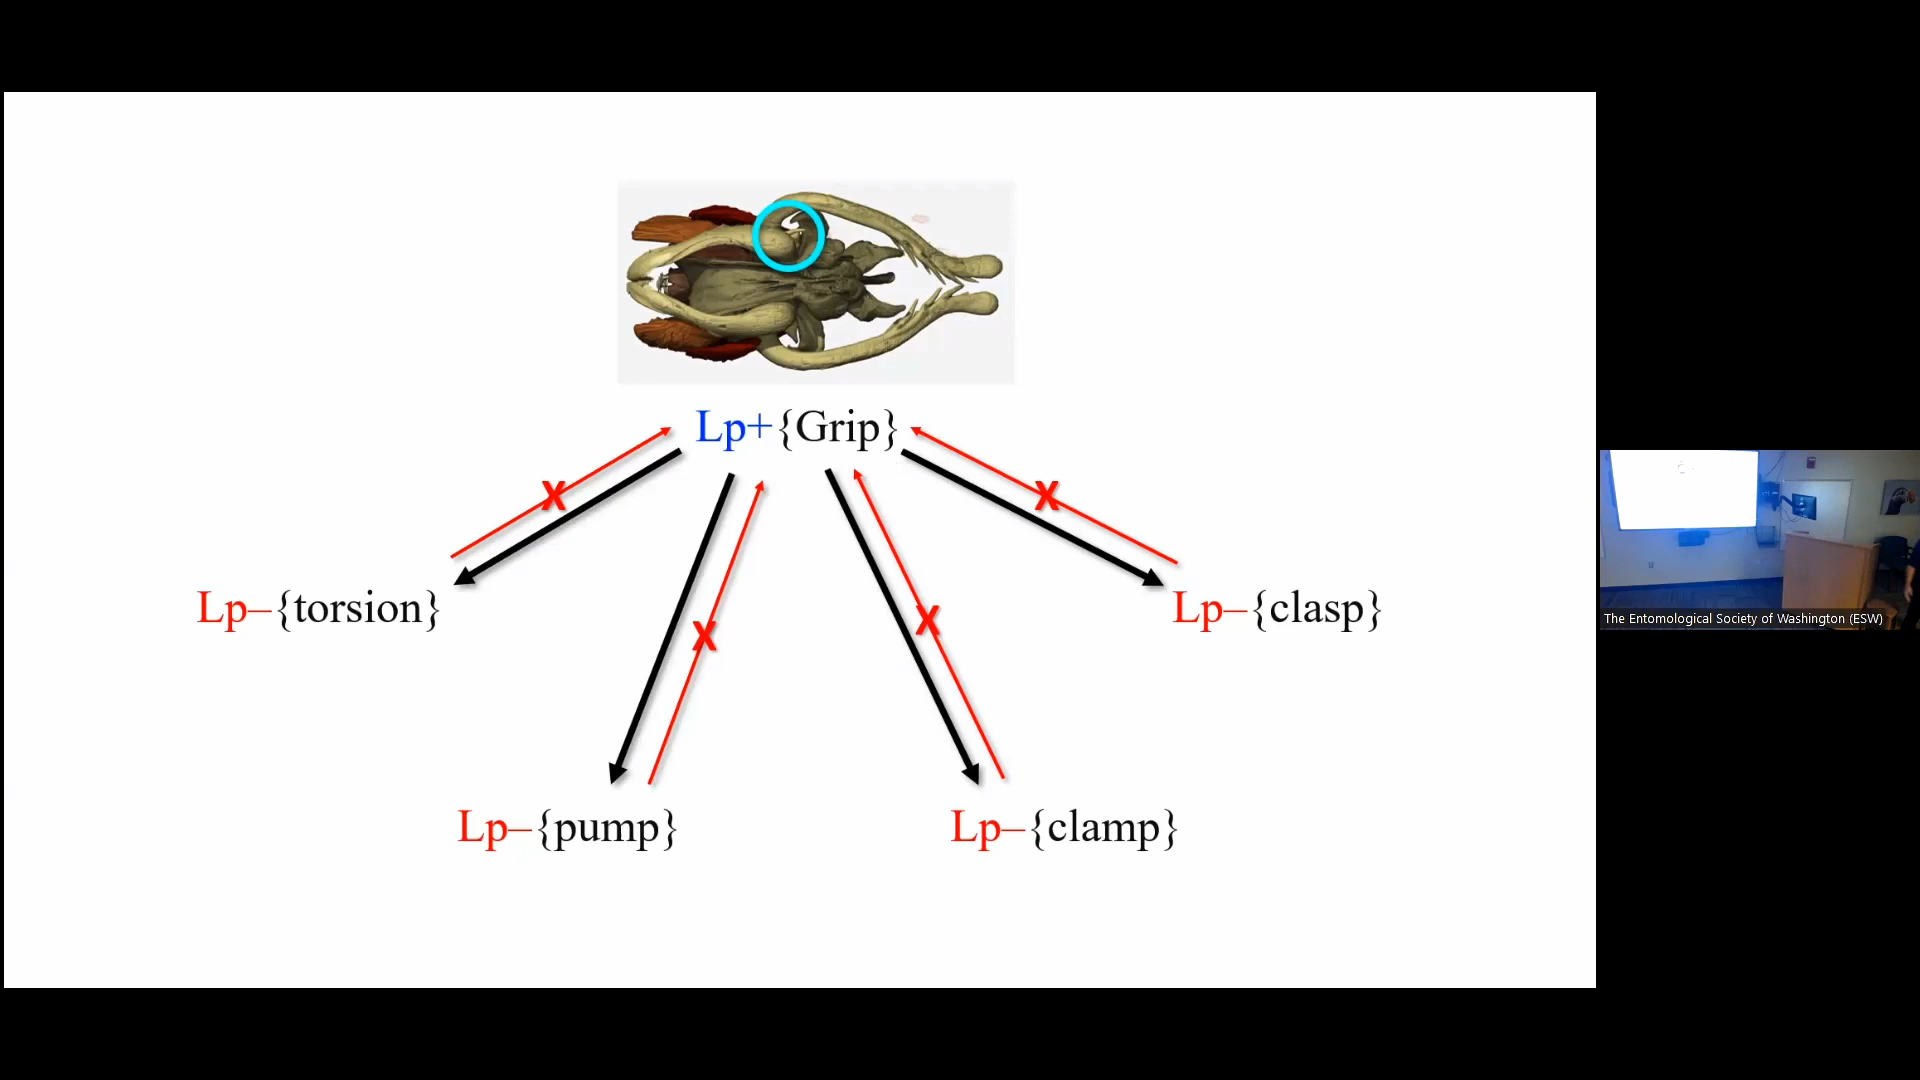 Lp+{Grip}
X
X
Lp–{torsion}
X
X
Lp–{clasp}
The Entomological Society of Washington (ESW)
Lp–{pump}
Lp–{clamp}